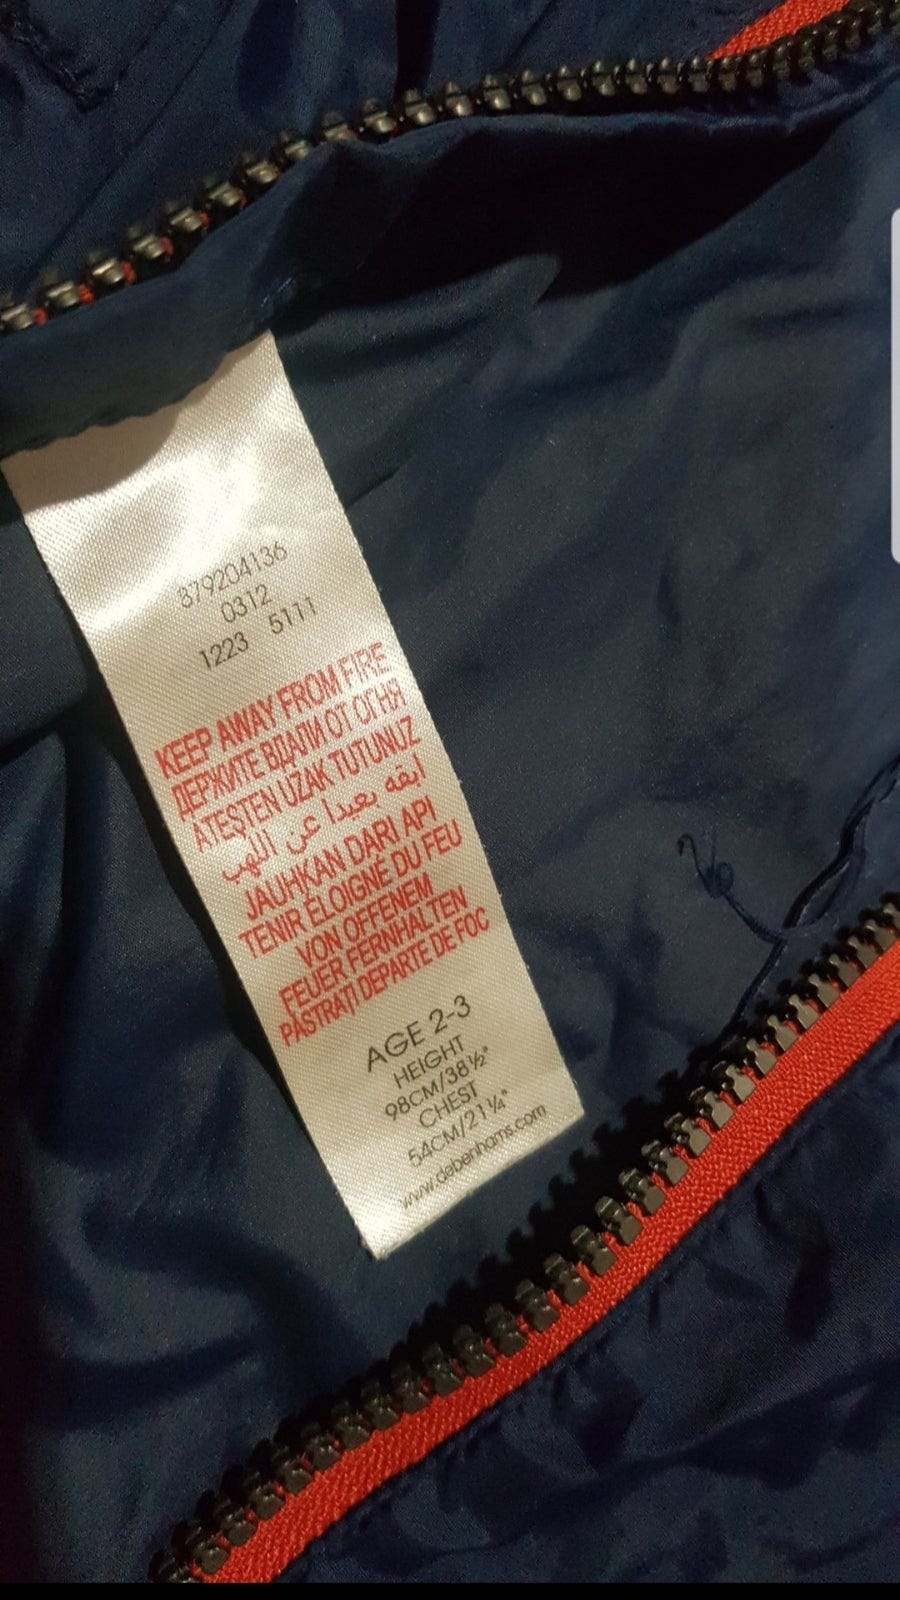 379204136
0312
1223 5111
KEEP AWAY FROM FIRE
ДЕРЖИТЕ ВДАЛИ ОТ ОГНЯ
ATEŞTEN UZAK TUTUNUZ
ابقه بعيدا عن اللهب
JAUHKAN DARI API
TENIR ÉLOIGNÉ DU FEU
VON OFFENEM
FEUER FERNHALTEN
PĂSTRAŢI DEPARTE DE FOC
AGE 2-3
HEIGHT
98CM/38½"
CHEST
54CM/21¼"
www.debenhams.com